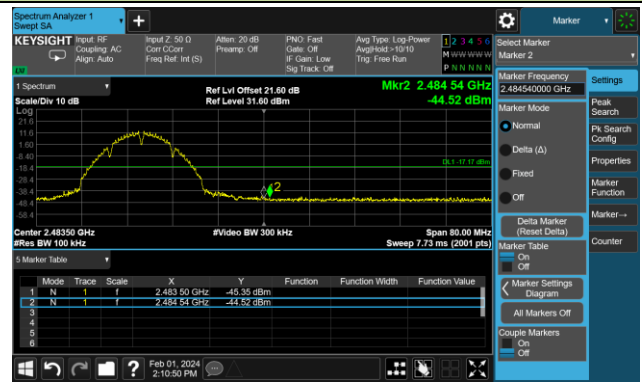 Spectrum Analyzer 1
Swept SA
Marker
KEYSIGHT
Input: RF
Coupling: AC
Align: Auto
Input Z: 50 Ω
Corr CCorr
Freq Ref: Int (S)
Atten: 20 dB
Preamp: Off
PNO: Fast
Gate: Off
IF Gain: Low
Sig Track: Off
Avg Type: Log-Power
Avg|Hold:>10/10
Trig: Free Run
1 2 3 4 5 6
M W W W W W
P N N N N N
Select Marker
Marker 2
1 Spectrum
Scale/Div 10 dB
Log
Ref Lvl Offset 21.60 dB
Ref Level 31.60 dBm
Mkr2 2.484 54 GHz
-44.52 dBm
21.6
11.6
1.60
-8.40
-18.4
-28.4
-38.4
-48.4
-58.4
DL1 -17.17 dBm
2
Center 2.48350 GHz
#Res BW 100 kHz
#Video BW 300 kHz
Span 80.00 MHz
Sweep 7.73 ms (2001 pts)
5 Marker Table
Mode Trace Scale X Y Function Function Width Function Value
1 N 1 f 2.483 50 GHz -45.35 dBm
2 N 1 f 2.484 54 GHz -44.52 dBm
3
4
5
6
Marker Frequency
2.484540000 GHz
Marker Mode
Normal
Delta (Δ)
Fixed
Off
Delta Marker
(Reset Delta)
Marker Table
On
Off
Marker Settings
Diagram
All Markers Off
Couple Markers
On
Off
Settings
Peak
Search
Pk Search
Config
Properties
Marker
Function
Marker→
Counter
Feb 01, 2024
2:10:50 PM